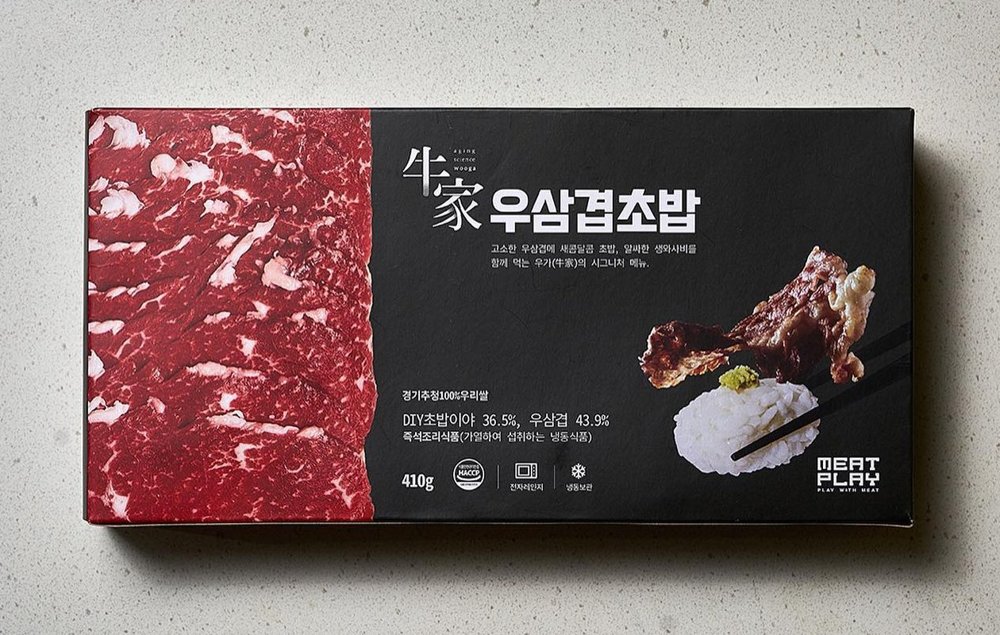 牛家
aging
science
wooga
우삼겹초밥
고소한 우삼겹에 새콤달콤 초밥, 알싸한 생와사비를
함께 먹는 우가(牛家)의 시그니처 메뉴.
경기추청100%우리쌀
DIY초밥이야 36.5%, 우삼겹 43.9%
즉석조리식품(가열하여 섭취하는 냉동식품)
410g
HACCP
전자레인지
냉동보관
MEAT
PLAY
PLAY WITH MEAT